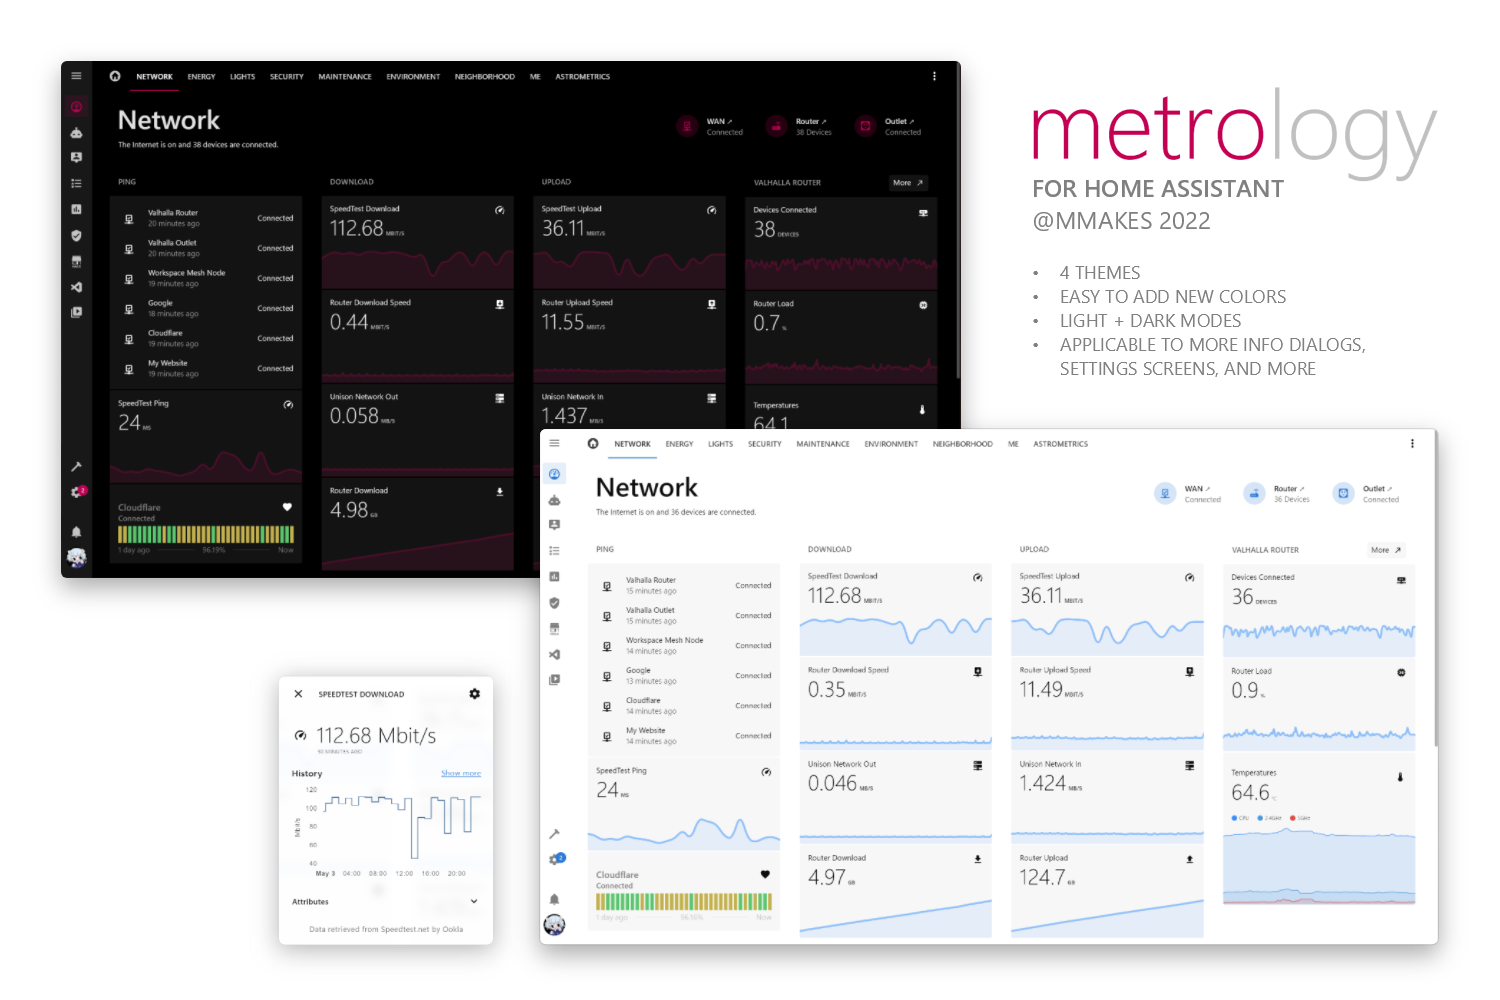 NETWORK ENERGY LIGHTS SECURITY MAINTENANCE ENVIRONMENT NEIGHBORHOOD ME ASTROMETRICS
Network
The Internet is on and 38 devices are connected.
WAN ↗
Connected
Router ↗
38 Devices
Outlet ↗
Connected
PING
Valhalla Router
20 minutes ago
Connected
Valhalla Outlet
20 minutes ago
Connected
Workspace Mesh Node
19 minutes ago
Connected
Google
18 minutes ago
Connected
Cloudflare
19 minutes ago
Connected
My Website
19 minutes ago
Connected
SpeedTest Ping
24 MS
Cloudflare
Connected
1 day ago 96.19% Now
2
DOWNLOAD
SpeedTest Download
112.68 MBIT/S
Router Download Speed
0.44 MBIT/S
Unison Network Out
0.058 MB/S
Router Download
4.98 GB
UPLOAD
SpeedTest Upload
36.11 MBIT/S
Router Upload Speed
11.55 MBIT/S
Unison Network In
1.437 MB/S
VALHALLA ROUTER
More ↗
Devices Connected
38 DEVICES
Router Load
0.7 %
Temperatures
64.1
metrology
FOR HOME ASSISTANT
@MMAKES 2022
• 4 THEMES
• EASY TO ADD NEW COLORS
• LIGHT + DARK MODES
• APPLICABLE TO MORE INFO DIALOGS,
SETTINGS SCREENS, AND MORE
NETWORK ENERGY LIGHTS SECURITY MAINTENANCE ENVIRONMENT NEIGHBORHOOD ME ASTROMETRICS
Network
The Internet is on and 36 devices are connected.
WAN ↗
Connected
Router ↗
36 Devices
Outlet ↗
Connected
PING
Valhalla Router
15 minutes ago
Connected
Valhalla Outlet
15 minutes ago
Connected
Workspace Mesh Node
14 minutes ago
Connected
Google
13 minutes ago
Connected
Cloudflare
14 minutes ago
Connected
My Website
14 minutes ago
Connected
SpeedTest Ping
24 MS
Cloudflare
Connected
1 day ago 96.16% Now
2
DOWNLOAD
SpeedTest Download
112.68 MBIT/S
Router Download Speed
0.35 MBIT/S
Unison Network Out
0.046 MB/S
Router Download
4.97 GB
UPLOAD
SpeedTest Upload
36.11 MBIT/S
Router Upload Speed
11.49 MBIT/S
Unison Network In
1.424 MB/S
Router Upload
124.7 GB
VALHALLA ROUTER
More ↗
Devices Connected
36 DEVICES
Router Load
0.9 %
Temperatures
64.6 °C
CPU 2.4GHz 5GHz
SPEEDTEST DOWNLOAD
112.68 Mbit/s
History
Show more
Mbit/s
120
100
80
60
40
May 3 04:00 08:00 12:00 16:00 20:00
Attributes
Data retrieved from Speedtest.net by Ookla